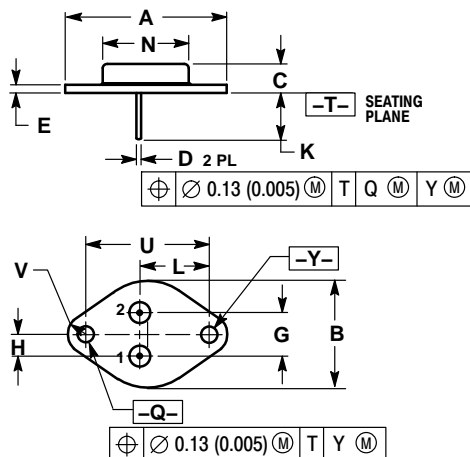 A
N
C
–T– SEATING PLANE
E
K
D 2 PL
⌖ ∅ 0.13 (0.005) Ⓜ T Q Ⓜ Y Ⓜ
U
V
L
–Y–
2
G
B
H
1
–Q–
⌖ ∅ 0.13 (0.005) Ⓜ T Y Ⓜ